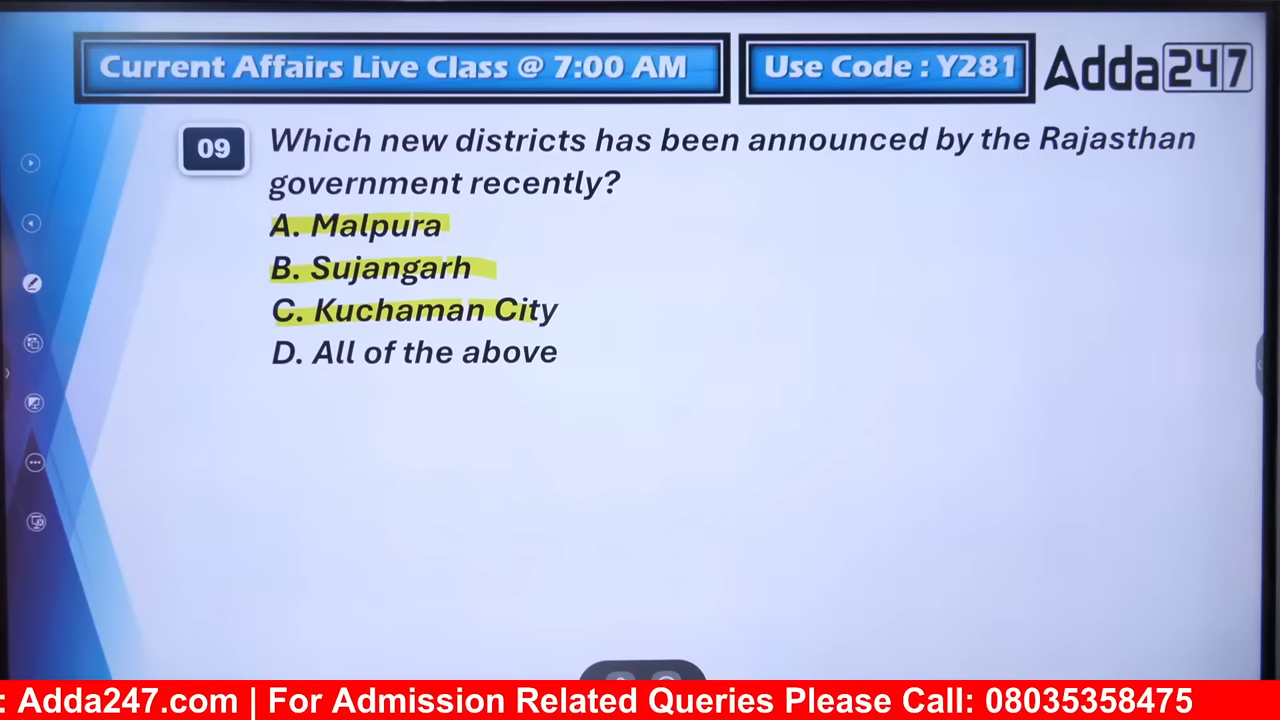 Current Affairs Live Class @ 7:00 AM
Use Code : Y281
Adda247
09
Which new districts has been announced by the Rajasthan
government recently?
A. Malpura
B. Sujangarh
C. Kuchaman City
D. All of the above
: Adda247.com | For Admission Related Queries Please Call: 08035358475